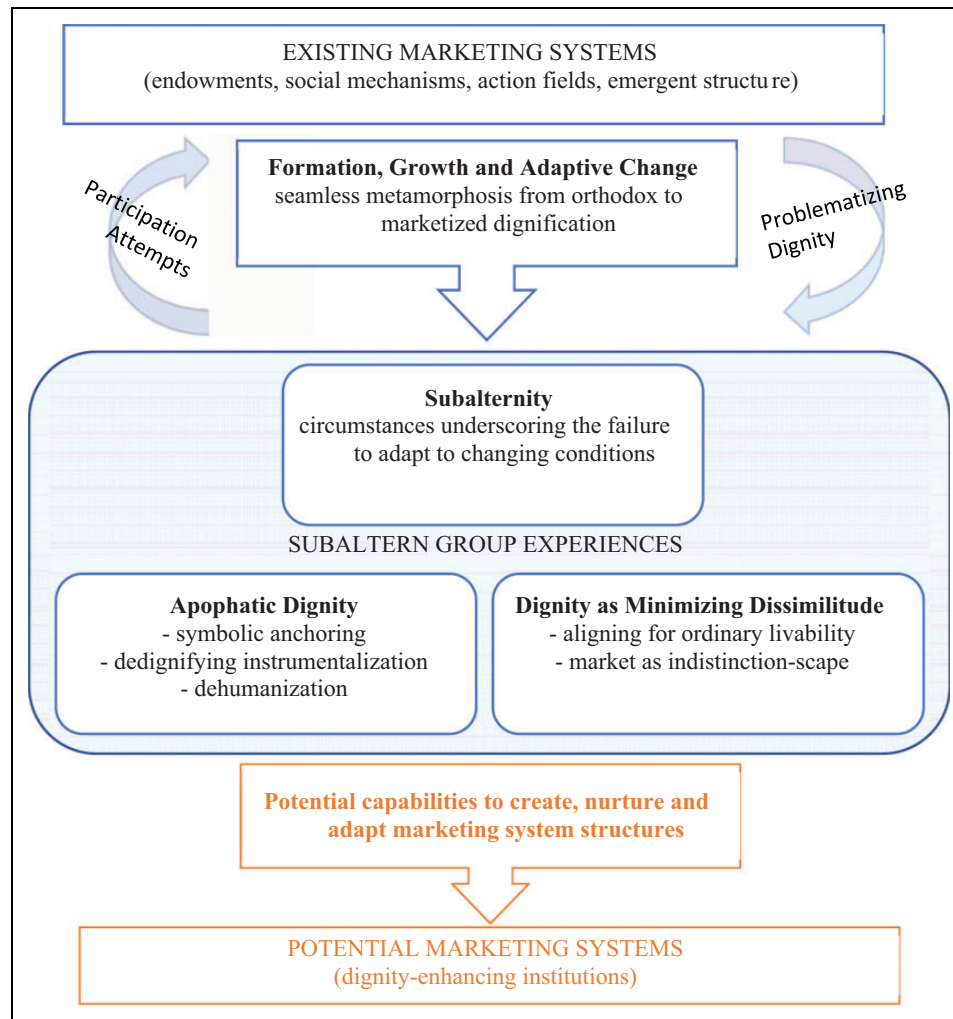 EXISTING MARKETING SYSTEMS
(endowments, social mechanisms, action fields, emergent structure)
Formation, Growth and Adaptive Change
seamless metamorphosis from orthodox to
marketized dignification
Participation
Attempts
Problematizing
Dignity
Subalternity
circumstances underscoring the failure
to adapt to changing conditions
SUBALTERN GROUP EXPERIENCES
Apophatic Dignity
- symbolic anchoring
- dedignifying instrumentalization
- dehumanization
Dignity as Minimizing Dissimilitude
- aligning for ordinary livability
- market as indistinction-scape
Potential capabilities to create, nurture and
adapt marketing system structures
POTENTIAL MARKETING SYSTEMS
(dignity-enhancing institutions)